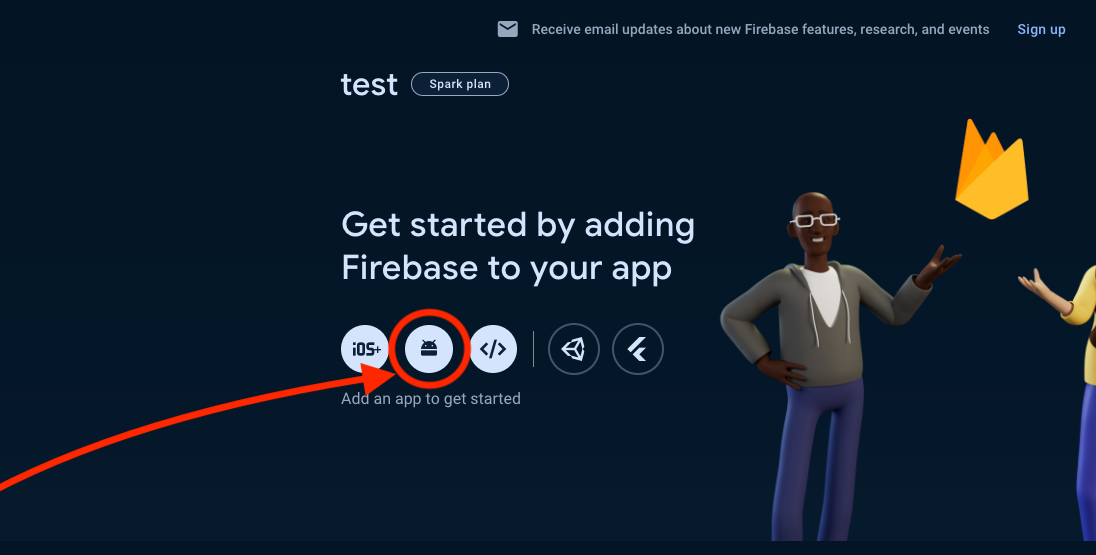 Receive email updates about new Firebase features, research, and events Sign up
test Spark plan
Get started by adding
Firebase to your app
iOS+ </>
Add an app to get started